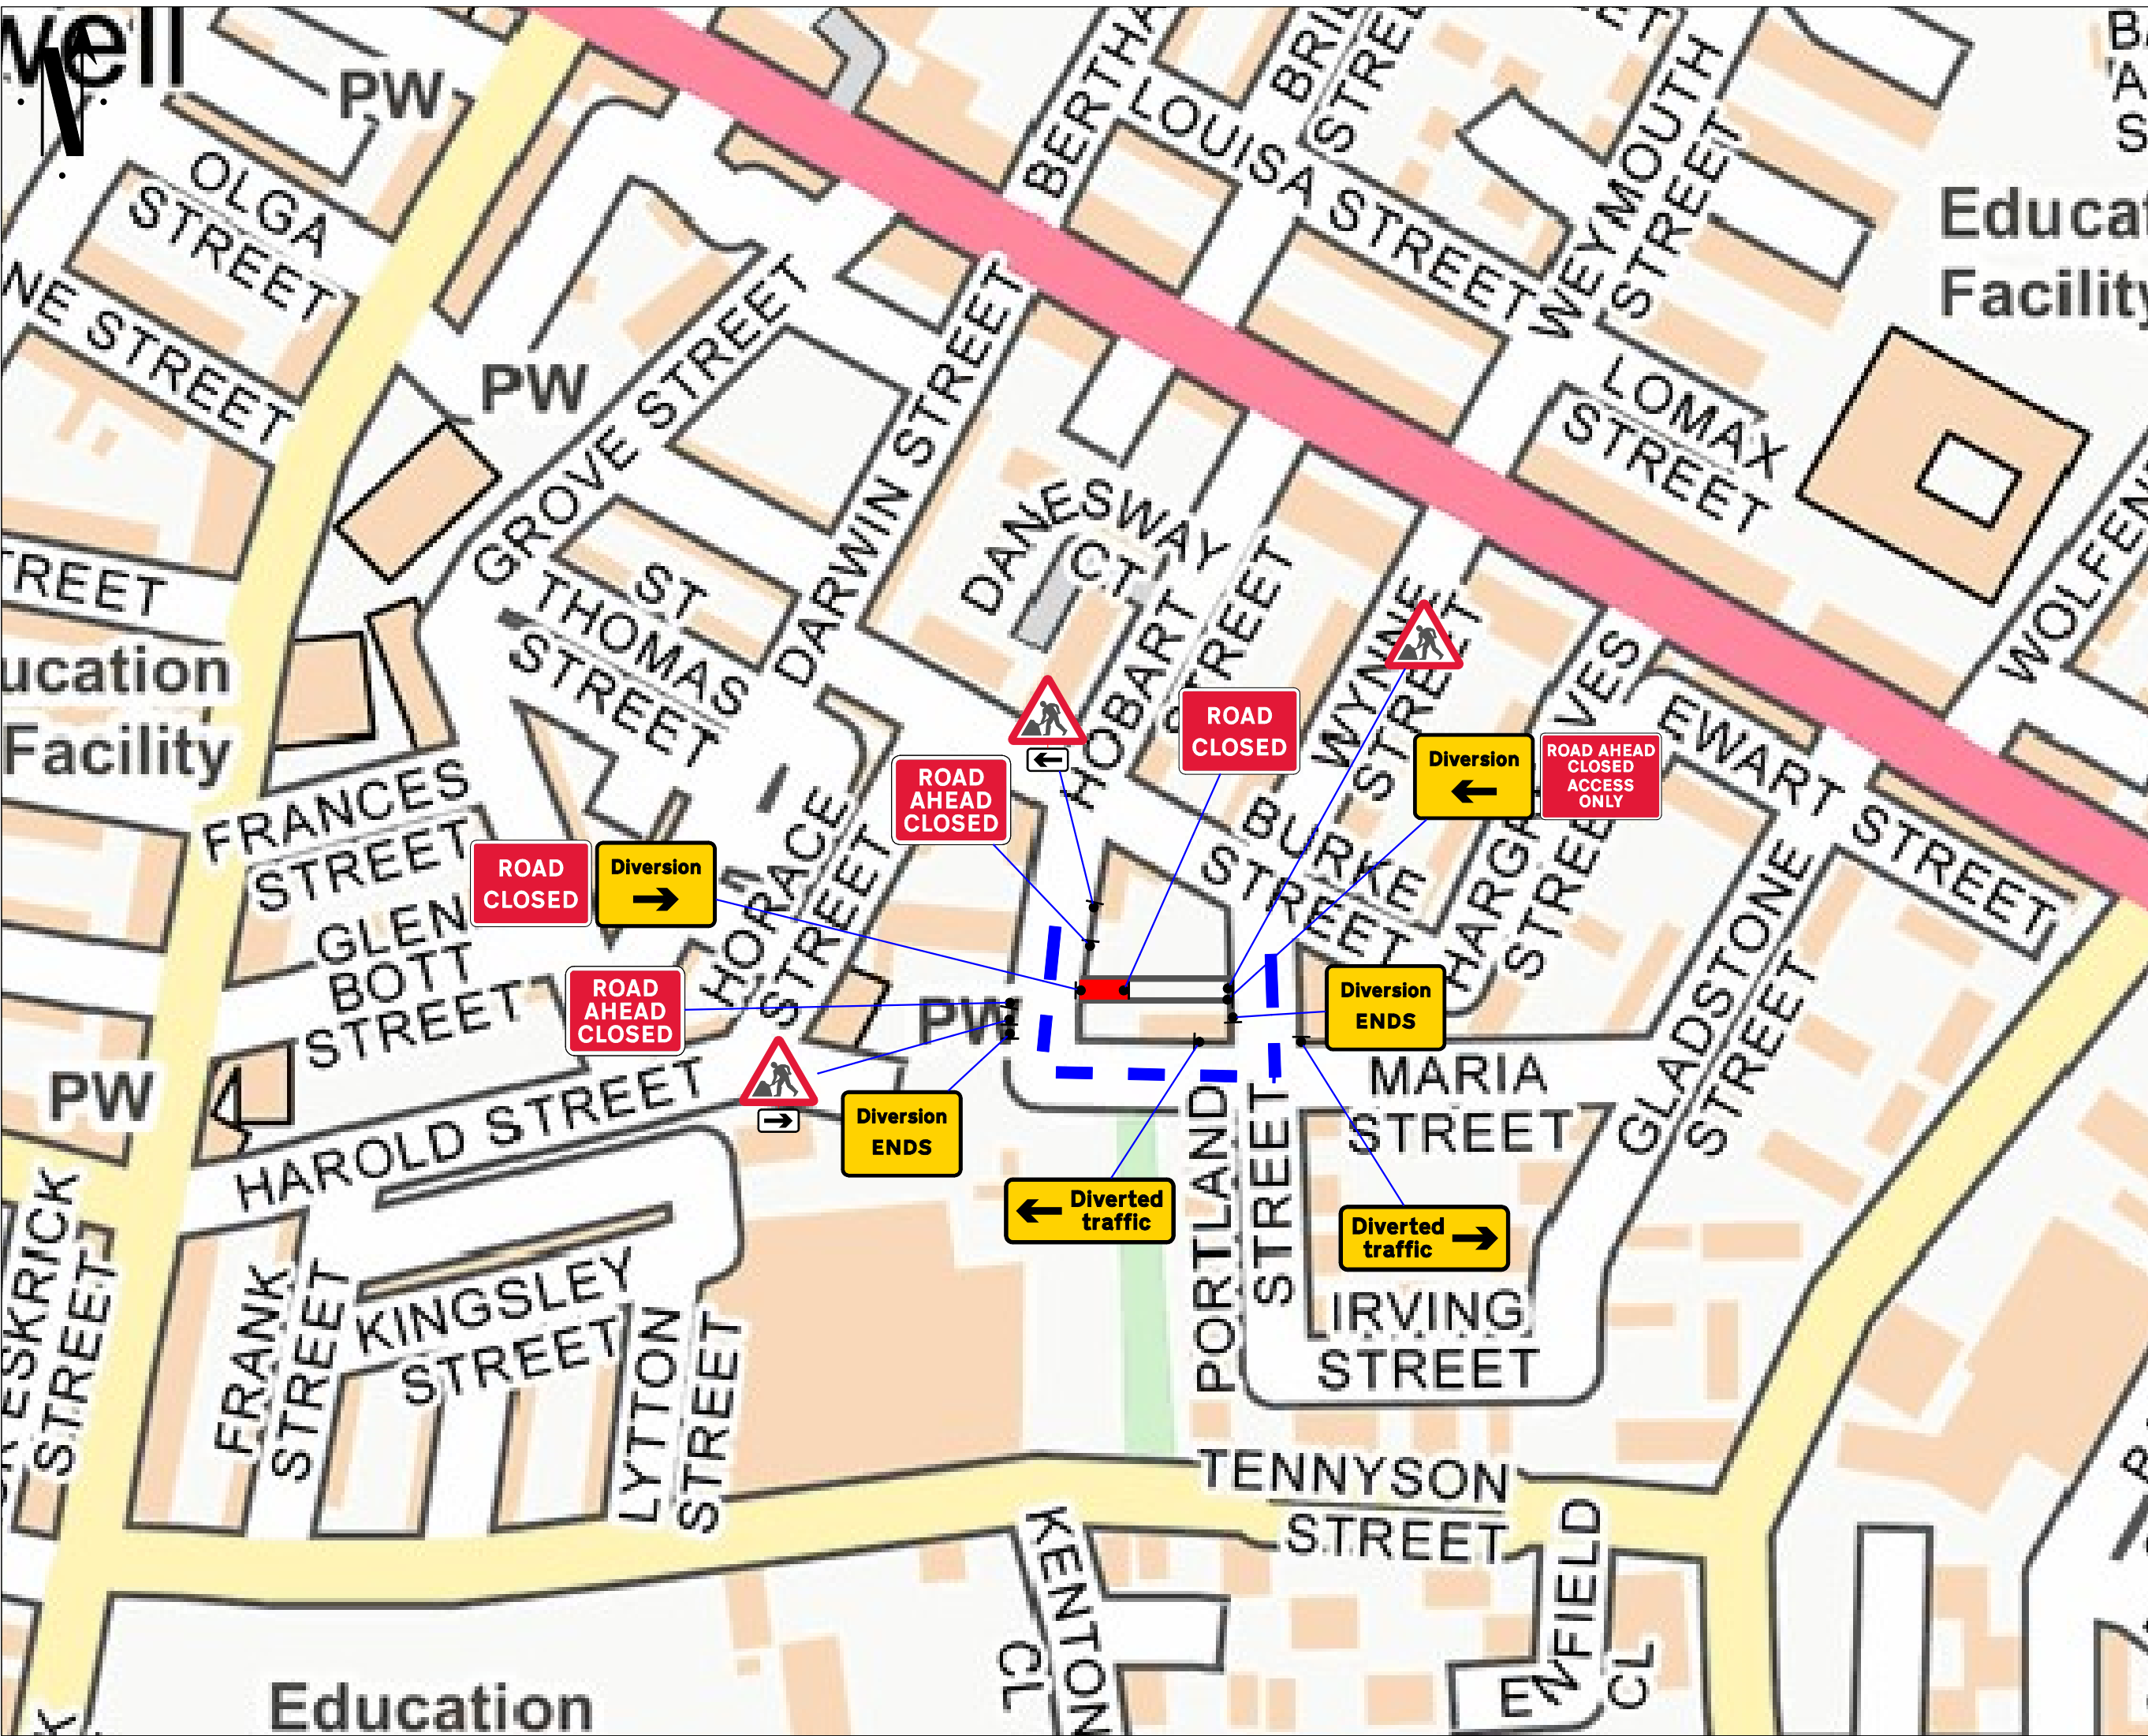 well
N
PW
OLGA
STREET
NE STREET
BERTHA
LOUISA STREET
STREET
WEYMOUTH
STREET
Educat
Facility
LOMAX
STREET
PW
GROVE STREET
DARWIN STREET
DANESWAY
CT
ST
THOMAS
STREET
TREET
ucation
Facility
HOBART
STREET
WYNNE
STREET
VES
EWART STREET
WOLFEN
ROAD
CLOSED
ROAD
AHEAD
CLOSED
Diversion
ROAD AHEAD
CLOSED
ACCESS
ONLY
FRANCES
STREET
ROAD
CLOSED
Diversion
HORACE
STREET
BURKE
STREET
HARGR
STREE
GLADSTONE
STREET
GLEN
BOTT
STREET
ROAD
AHEAD
CLOSED
PW
Diversion
ENDS
PW
HAROLD STREET
Diversion
ENDS
MARIA
STREET
Diverted
traffic
Diverted
traffic
PORTLAND
STREET
IRVING
STREET
ESKRICK
STREET
FRANK
STREET
KINGSLEY
STREET
LYTTON
STREET
TENNYSON
STREET
KENTON
CL
ENFIELD
CL
Education